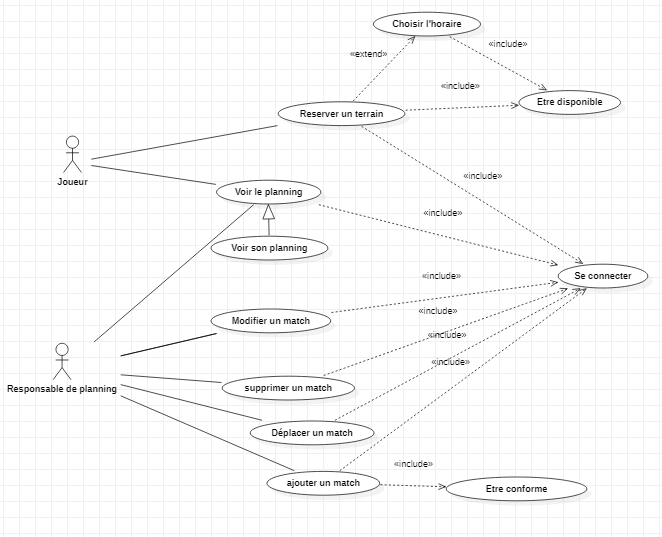 Choisir l'horaire
«extend»
«include»
«include»
Etre disponible
Reserver un terrain
Joueur
«include»
Voir le planning
«include»
Voir son planning
Se connecter
«include»
«include»
Modifier un match
«include»
«include»
Responsable de planning
supprimer un match
Déplacer un match
«include»
ajouter un match
Etre conforme